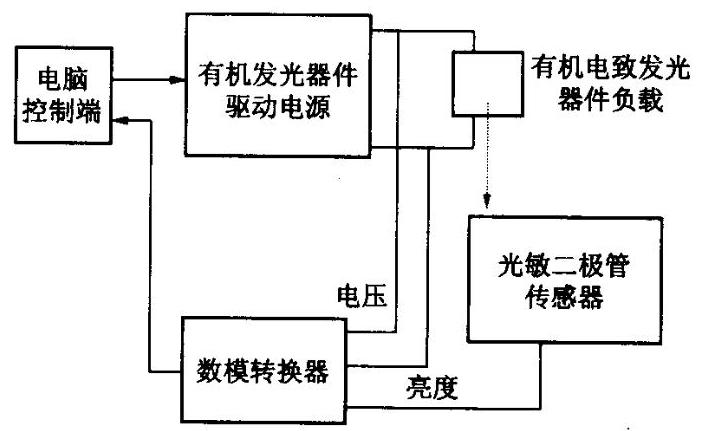 电脑
控制端
有机发光器件
驱动电源
有机电致发光
器件负载
光敏二极管
传感器
电压
数模转换器
亮度